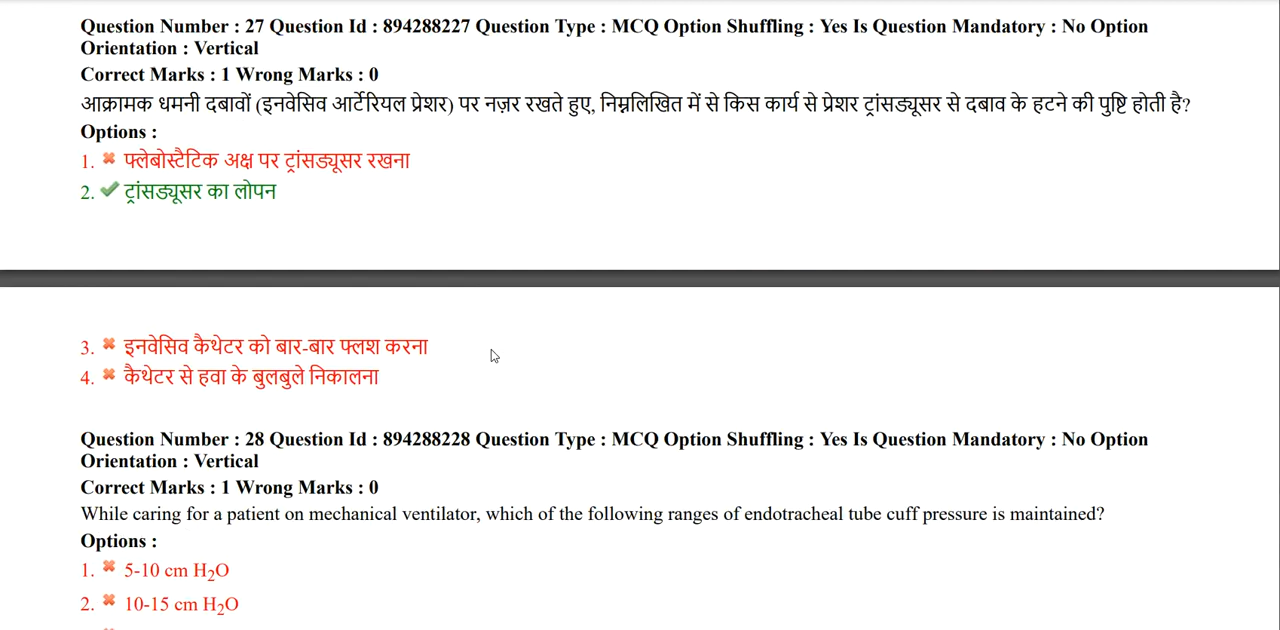 Question Number : 27 Question Id : 894288227 Question Type : MCQ Option Shuffling : Yes Is Question Mandatory : No Option
Orientation : Vertical
Correct Marks : 1 Wrong Marks : 0
आक्रामक धमनी दबावों (इनवेसिव आर्टेरियल प्रेशर) पर नज़र रखते हुए, निम्नलिखित में से किस कार्य से प्रेशर ट्रांसड्यूसर से दबाव के हटने की पुष्टि होती है?
Options :
1. फ्लेबोस्टैटिक अक्ष पर ट्रांसड्यूसर रखना
2. ट्रांसड्यूसर का लोपन
3. इनवेसिव कैथेटर को बार-बार फ्लश करना
4. कैथेटर से हवा के बुलबुले निकालना
Question Number : 28 Question Id : 894288228 Question Type : MCQ Option Shuffling : Yes Is Question Mandatory : No Option
Orientation : Vertical
Correct Marks : 1 Wrong Marks : 0
While caring for a patient on mechanical ventilator, which of the following ranges of endotracheal tube cuff pressure is maintained?
Options :
1. 5-10 cm H₂O
2. 10-15 cm H₂O